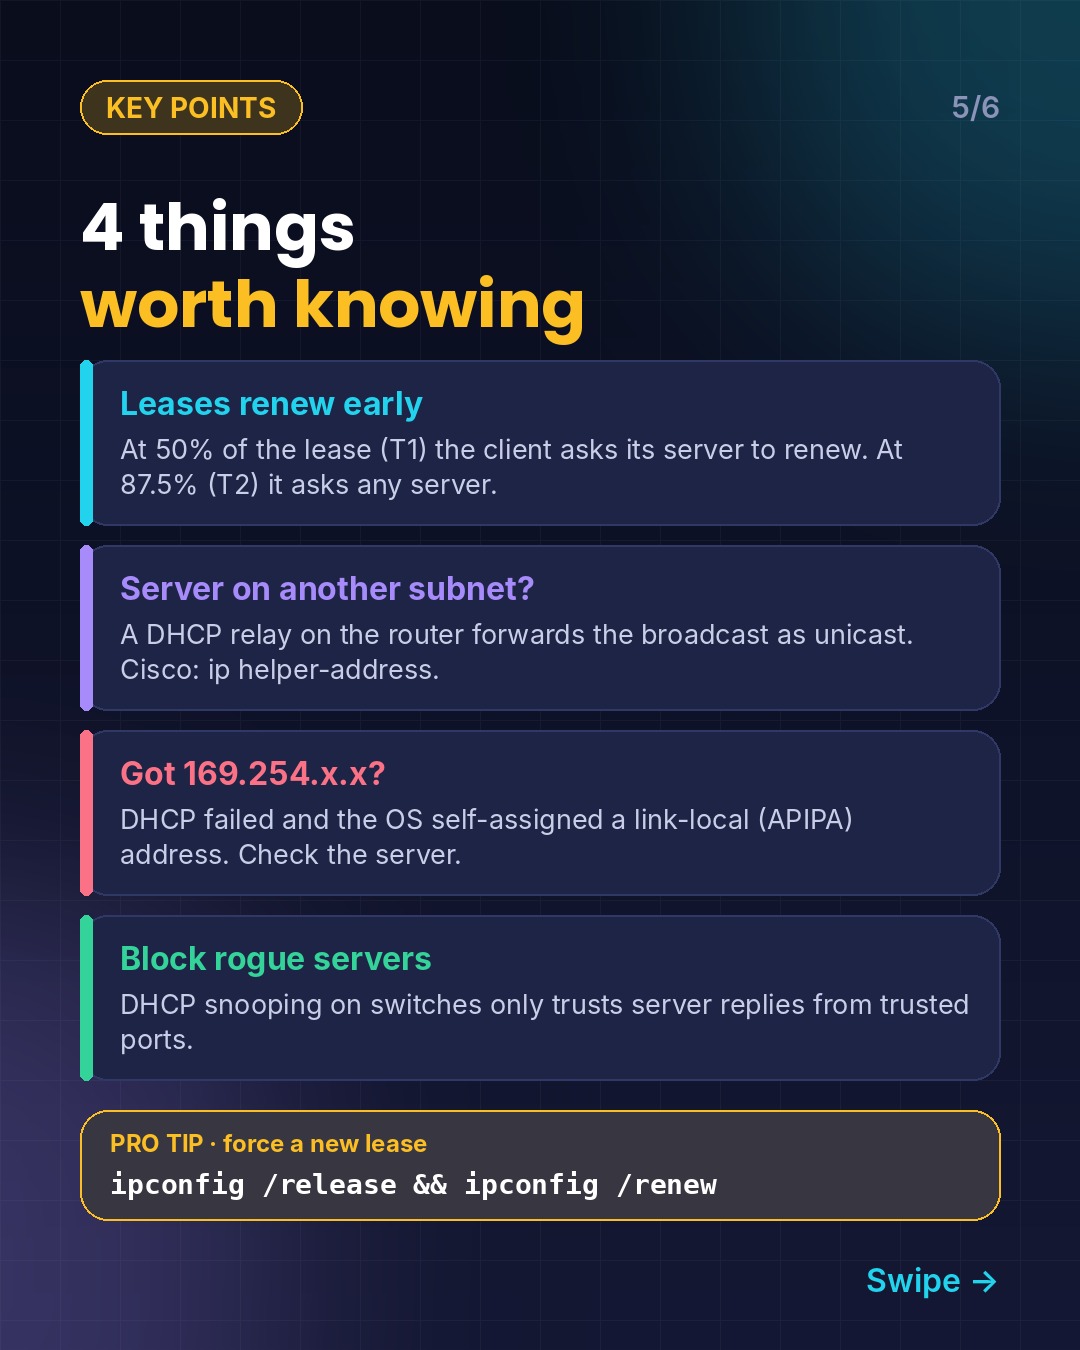 KEY POINTS
5/6
4 things
worth knowing
Leases renew early
At 50% of the lease (T1) the client asks its server to renew. At
87.5% (T2) it asks any server.
Server on another subnet?
A DHCP relay on the router forwards the broadcast as unicast.
Cisco: ip helper-address.
Got 169.254.x.x?
DHCP failed and the OS self-assigned a link-local (APIPA)
address. Check the server.
Block rogue servers
DHCP snooping on switches only trusts server replies from trusted
ports.
PRO TIP · force a new lease
ipconfig /release && ipconfig /renew
Swipe →